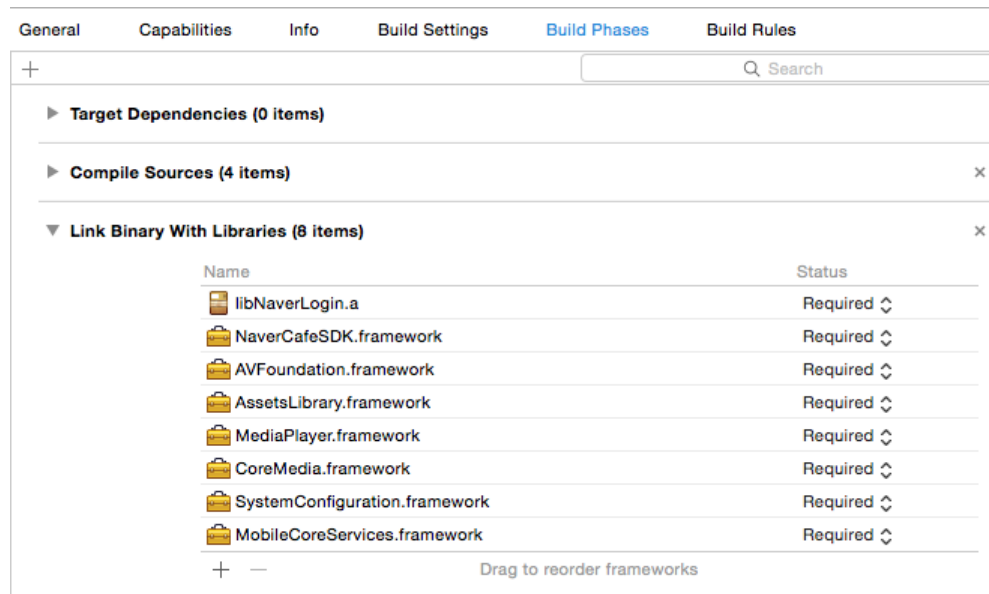 General Capabilities Info Build Settings Build Phases Build Rules
Search
Target Dependencies (0 items)
Compile Sources (4 items)
Link Binary With Libraries (8 items)
Name Status
libNaverLogin.a Required
NaverCafeSDK.framework Required
AVFoundation.framework Required
AssetsLibrary.framework Required
MediaPlayer.framework Required
CoreMedia.framework Required
SystemConfiguration.framework Required
MobileCoreServices.framework Required
Drag to reorder frameworks